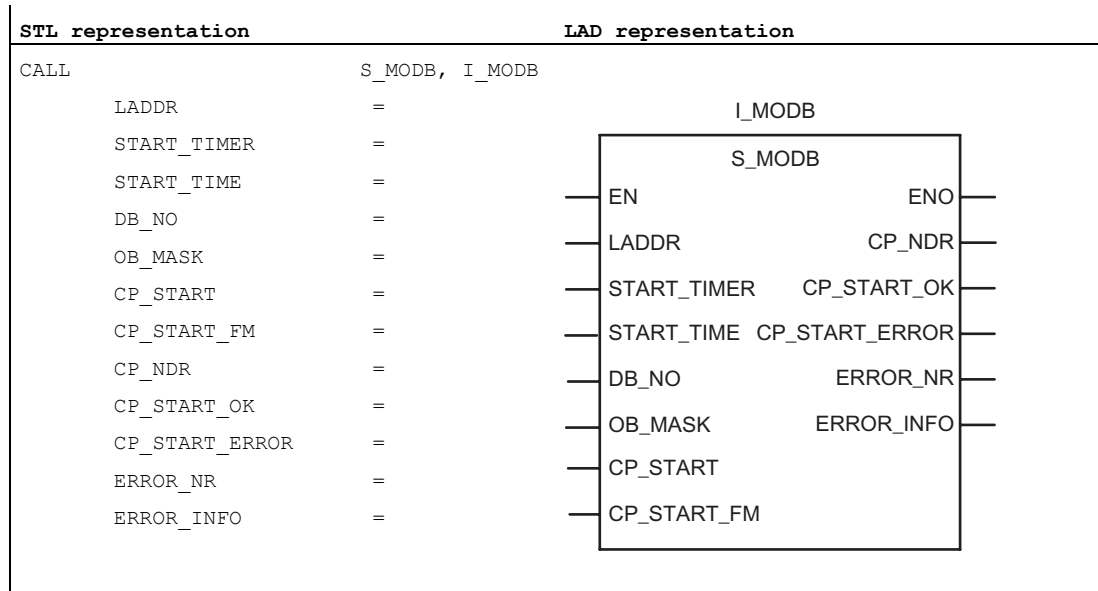 STL representation LAD representation
CALL S_MODB, I_MODB
LADDR =
START_TIMER =
START_TIME =
DB_NO =
OB_MASK =
CP_START =
CP_START_FM =
CP_NDR =
CP_START_OK =
CP_START_ERROR =
ERROR_NR =
ERROR_INFO =
I_MODB
S_MODB
EN ENO
LADDR CP_NDR
START_TIMER CP_START_OK
START_TIME CP_START_ERROR
DB_NO ERROR_NR
OB_MASK ERROR_INFO
CP_START
CP_START_FM